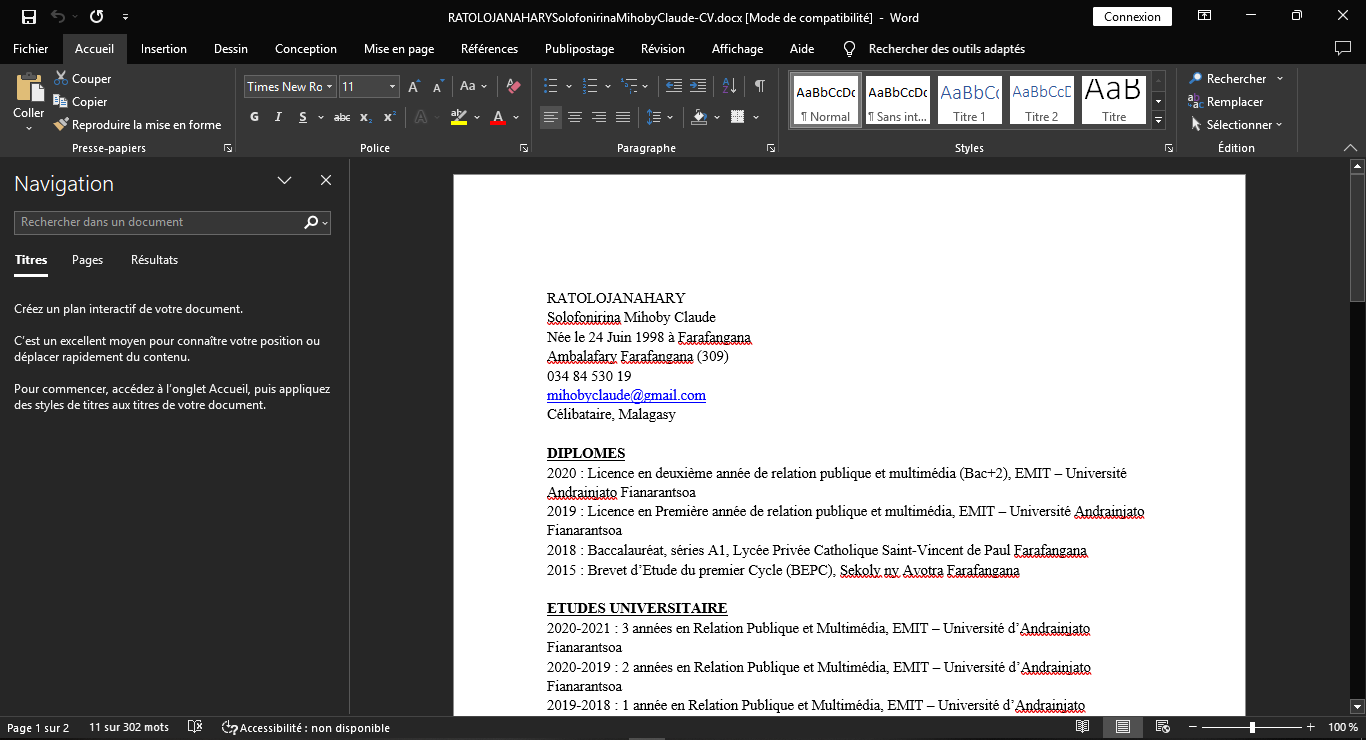 RATOLOJANAHARYSolofonirinaMihobyClaude-CV.docx [Mode de compatibilité] - Word
Connexion
Fichier Accueil Insertion Dessin Conception Mise en page Références Publipostage Révision Affichage Aide Rechercher des outils adaptés
Coller
Couper
Copier
Reproduire la mise en forme
Presse-papiers
Times New Ro 11
G I S abc x₂ x²
Police
Paragraphe
AaBbCcDc AaBbCcDc AaBbCc AaBbCcD AaB
¶ Normal ¶ Sans int... Titre 1 Titre 2 Titre
Styles
Rechercher
Remplacer
Sélectionner
Édition
Navigation
Rechercher dans un document
Titres Pages Résultats
Créez un plan interactif de votre document.
C'est un excellent moyen pour connaître votre position ou
déplacer rapidement du contenu.
Pour commencer, accédez à l'onglet Accueil, puis appliquez
des styles de titres aux titres de votre document.
RATOLOJANAHARY
Solofonirina Mihoby Claude
Née le 24 Juin 1998 à Farafangana
Ambalafary Farafangana (309)
034 84 530 19
mihobyclaude@gmail.com
Célibataire, Malagasy
DIPLOMES
2020 : Licence en deuxième année de relation publique et multimédia (Bac+2), EMIT – Université
Andrainjato Fianarantsoa
2019 : Licence en Première année de relation publique et multimédia, EMIT – Université Andrainjato
Fianarantsoa
2018 : Baccalauréat, séries A1, Lycée Privée Catholique Saint-Vincent de Paul Farafangana
2015 : Brevet d'Etude du premier Cycle (BEPC), Sekoly ny Avotra Farafangana
ETUDES UNIVERSITAIRE
2020-2021 : 3 années en Relation Publique et Multimédia, EMIT – Université d'Andrainjato
Fianarantsoa
2020-2019 : 2 années en Relation Publique et Multimédia, EMIT – Université d'Andrainjato
Fianarantsoa
2019-2018 : 1 année en Relation Publique et Multimédia, EMIT – Université d'Andrainjato
Page 1 sur 2 11 sur 302 mots Accessibilité : non disponible 100 %